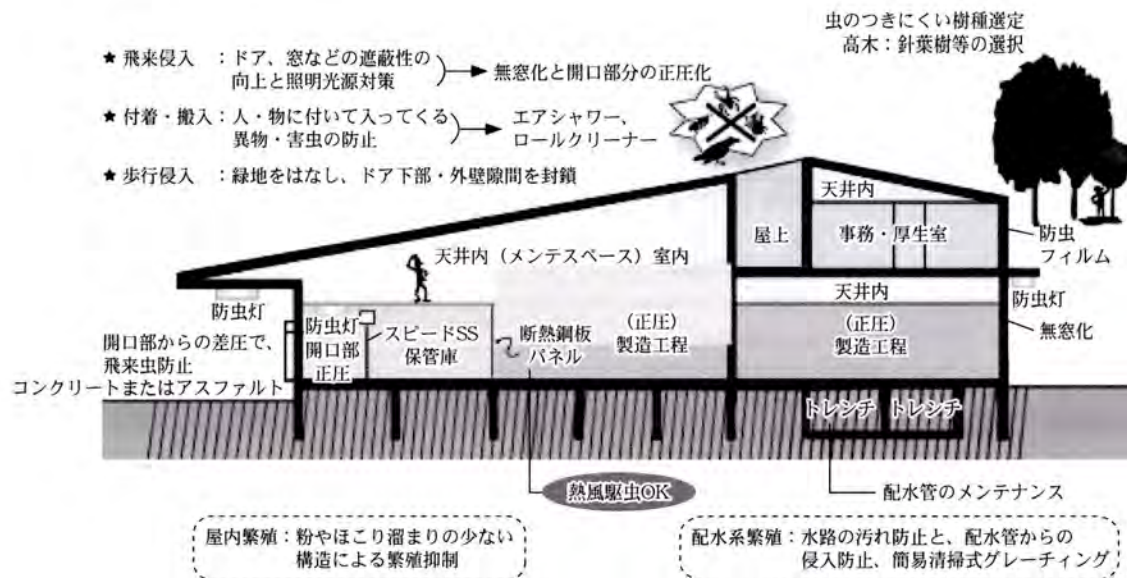 虫のつきにくい樹種選定
高木：針葉樹等の選択
★ 飛来侵入　：ドア、窓などの遮蔽性の
向上と照明光源対策
無窓化と開口部分の正圧化
★ 付着・搬入：人・物に付いて入ってくる
異物・害虫の防止
エアシャワー、
ロールクリーナー
★ 歩行侵入　：緑地をはなし、ドア下部・外壁隙間を封鎖
天井内
屋上
事務・厚生室
防虫
フィルム
天井内（メンテスペース）室内
天井内
防虫灯
防虫灯
無窓化
防虫灯
開口部
正圧
スピードSS
保管庫
断熱鋼板
パネル
（正圧）
製造工程
（正圧）
製造工程
開口部からの差圧で、
飛来虫防止
コンクリートまたはアスファルト
トレンチ
トレンチ
熱風駆虫OK
配水管のメンテナンス
屋内繁殖：粉やほこり溜まりの少ない
構造による繁殖抑制
配水系繁殖：水路の汚れ防止と、配水管からの
侵入防止、簡易清掃式グレーティング